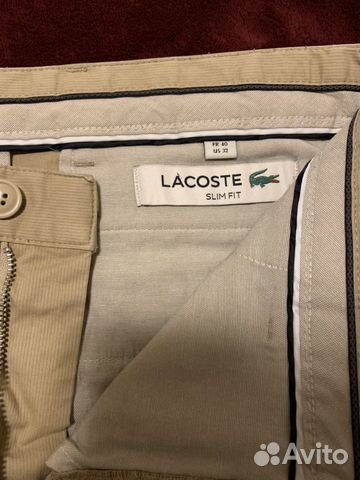 FR 40
US 32
LACOSTE
SLIM FIT
Avito